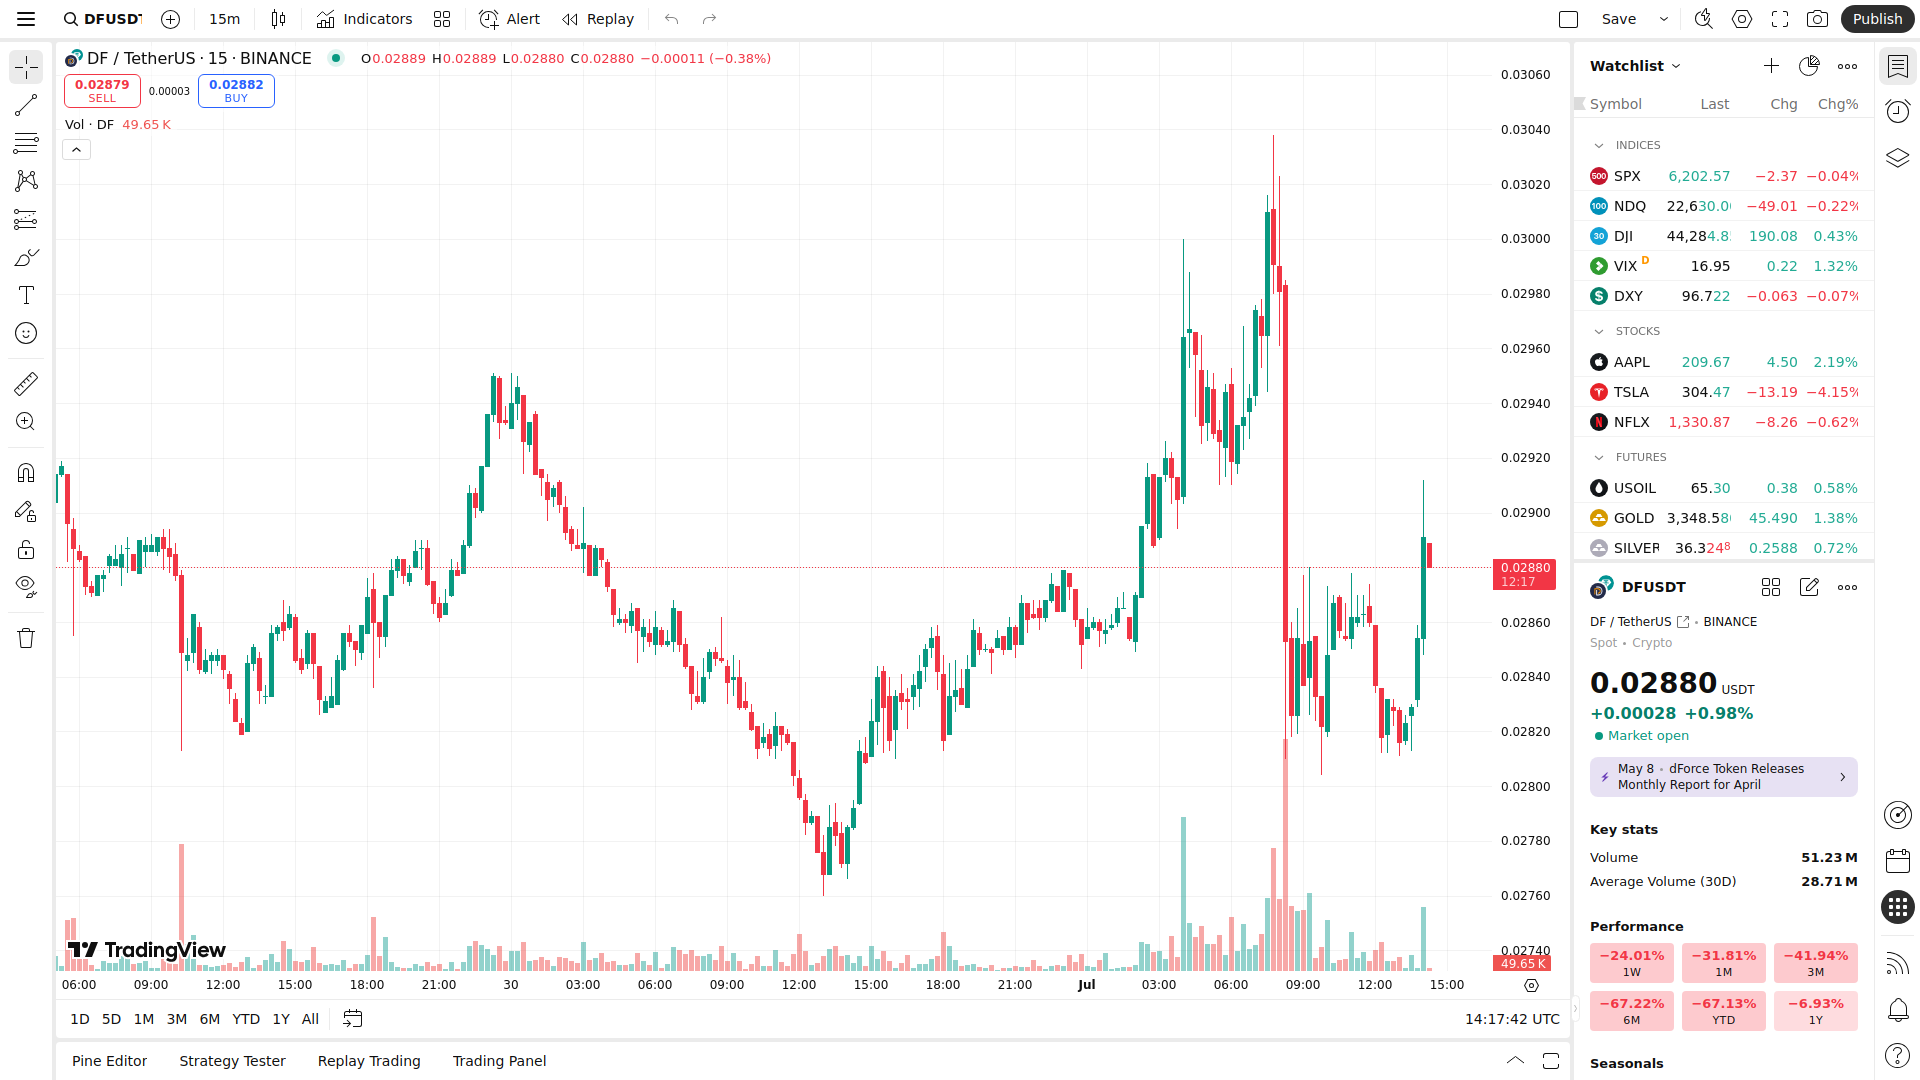 DFUSDT
15m
Indicators
Alert
Replay
Save
Publish
DF / TetherUS · 15 · BINANCE
O0.02889 H0.02889 L0.02880 C0.02880 −0.00011 (−0.38%)
0.02879
SELL
0.00003
0.02882
BUY
Vol · DF 49.65 K
0.03060
0.03040
0.03020
0.03000
0.02980
0.02960
0.02940
0.02920
0.02900
0.02880
12:17
0.02860
0.02840
0.02820
0.02800
0.02780
0.02760
0.02740
49.65 K
TradingView
06:00 09:00 12:00 15:00 18:00 21:00 30 03:00 06:00 09:00 12:00 15:00 18:00 21:00 Jul 03:00 06:00 09:00 12:00 15:00
1D 5D 1M 3M 6M YTD 1Y All
14:17:42 UTC
Pine Editor Strategy Tester Replay Trading Trading Panel
Watchlist
Symbol Last Chg Chg%
INDICES
500 SPX 6,202.57 −2.37 −0.04%
100 NDQ 22,630.0 −49.01 −0.22%
30 DJI 44,284.8 190.08 0.43%
VIX D 16.95 0.22 1.32%
DXY 96.722 −0.063 −0.07%
STOCKS
AAPL 209.67 4.50 2.19%
TSLA 304.47 −13.19 −4.15%
NFLX 1,330.87 −8.26 −0.62%
FUTURES
USOIL 65.30 0.38 0.58%
GOLD 3,348.58 45.490 1.38%
SILVER 36.3248 0.2588 0.72%
DFUSDT
DF / TetherUS • BINANCE
Spot • Crypto
0.02880 USDT
+0.00028 +0.98%
Market open
May 8 • dForce Token Releases
Monthly Report for April
Key stats
Volume 51.23 M
Average Volume (30D) 28.71 M
Performance
−24.01% −31.81% −41.94%
1W 1M 3M
−67.22% −67.13% −6.93%
6M YTD 1Y
Seasonals